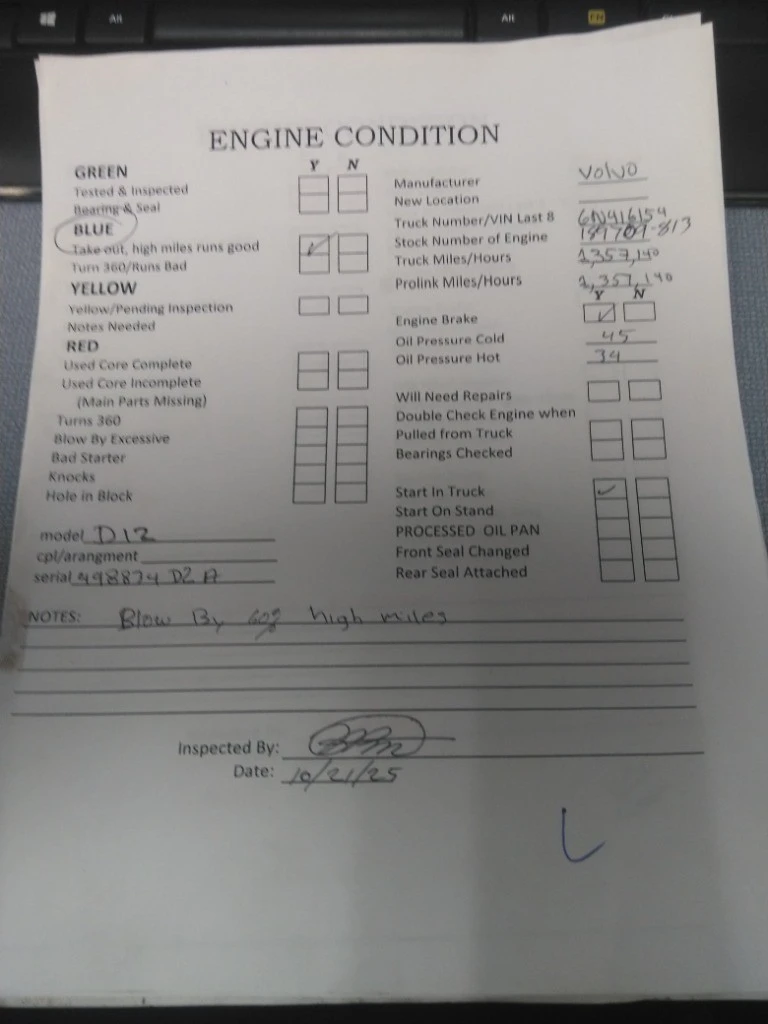 Alt
Alt
FN
ENGINE CONDITION
Y N
GREEN
Tested & Inspected
Bearing & Seal
BLUE
Take out, high miles runs good
Turn 360/Runs Bad
YELLOW
Yellow/Pending Inspection
Notes Needed
RED
Used Core Complete
Used Core Incomplete
(Main Parts Missing)
Turns 360
Blow By Excessive
Bad Starter
Knocks
Hole in Block
model D12
cpl/arangment
serial 498874 D2 A
Manufacturer Volvo
New Location
Truck Number/VIN Last 8 6N416154
Stock Number of Engine
Truck Miles/Hours 1,357,140
Prolink Miles/Hours 1,357,140
Y N
Engine Brake
Oil Pressure Cold 45
Oil Pressure Hot 34
Will Need Repairs
Double Check Engine when
Pulled from Truck
Bearings Checked
Start In Truck
Start On Stand
PROCESSED OIL PAN
Front Seal Changed
Rear Seal Attached
NOTES: Blow By high miles
Inspected By:
Date: 10/21/25